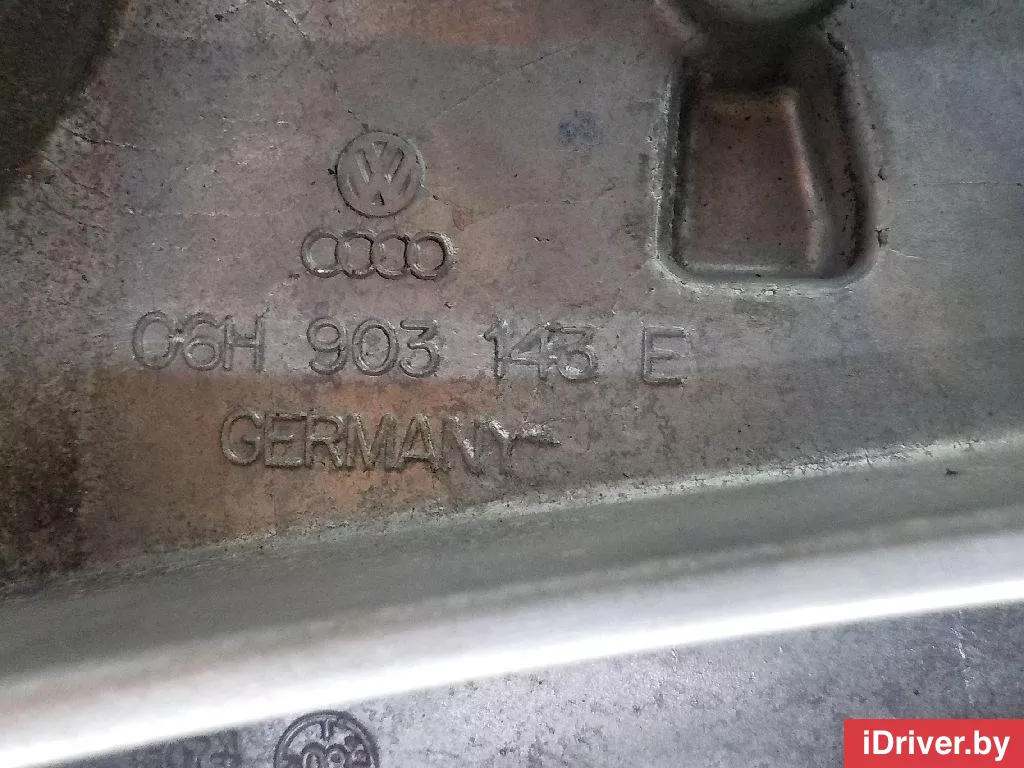 06H 903 143 E
GERMANY
iDriver.by